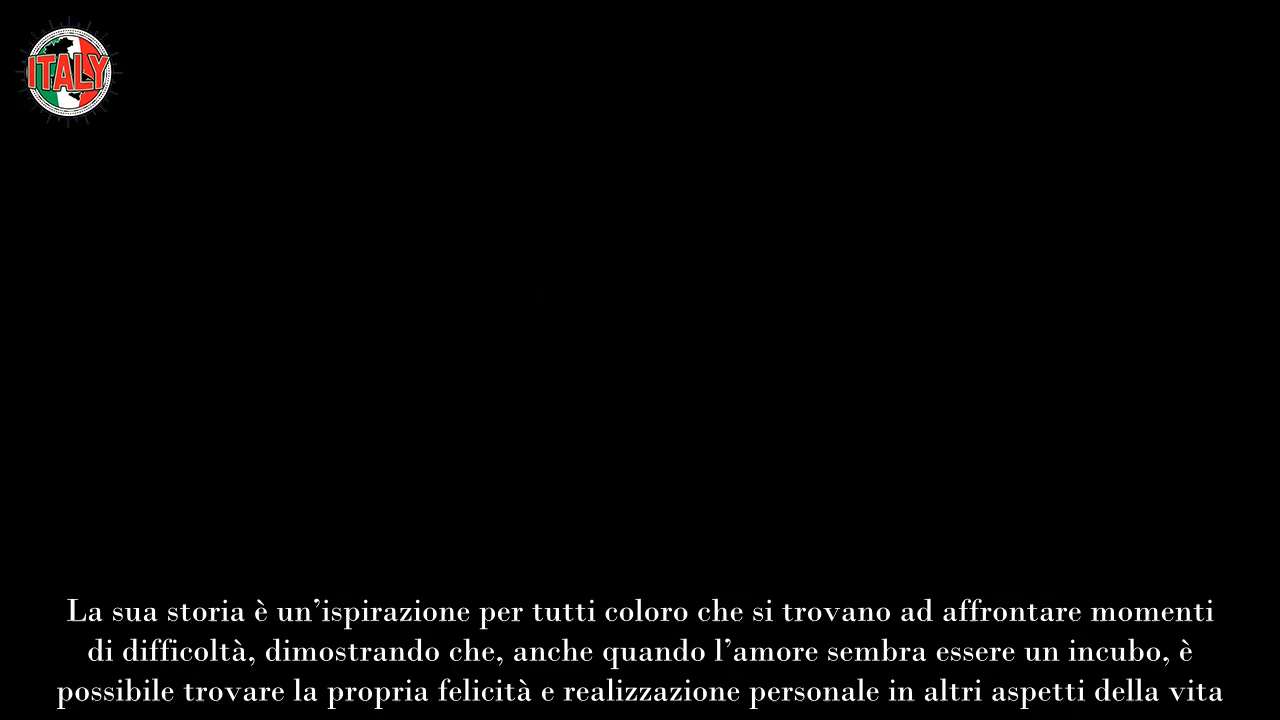 ITALY
La sua storia è un’ispirazione per tutti coloro che si trovano ad affrontare momenti
di difficoltà, dimostrando che, anche quando l’amore sembra essere un incubo, è
possibile trovare la propria felicità e realizzazione personale in altri aspetti della vita